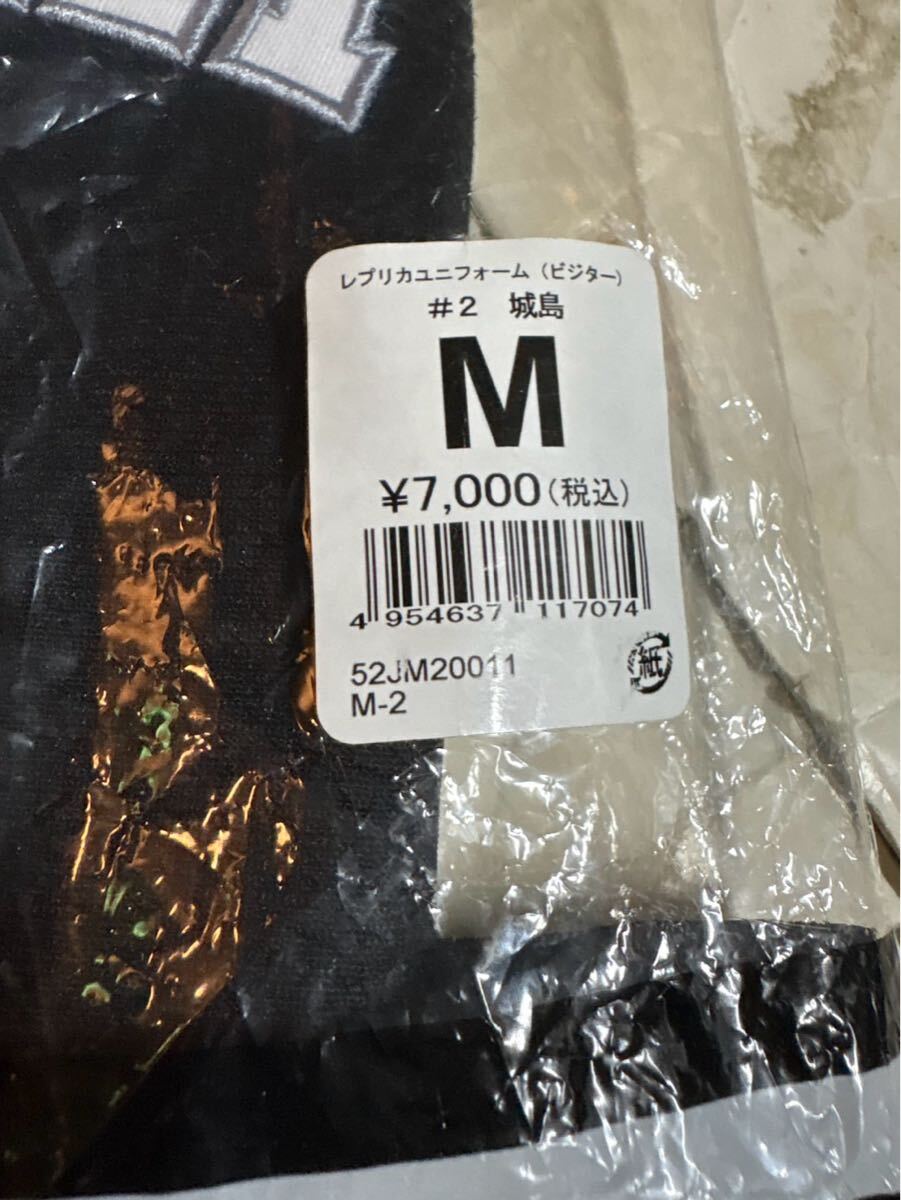 レプリカユニフォーム（ビジター）
#2　城島
M
¥7,000（税込）
4 954637 117074
52JM20011
M-2
紙